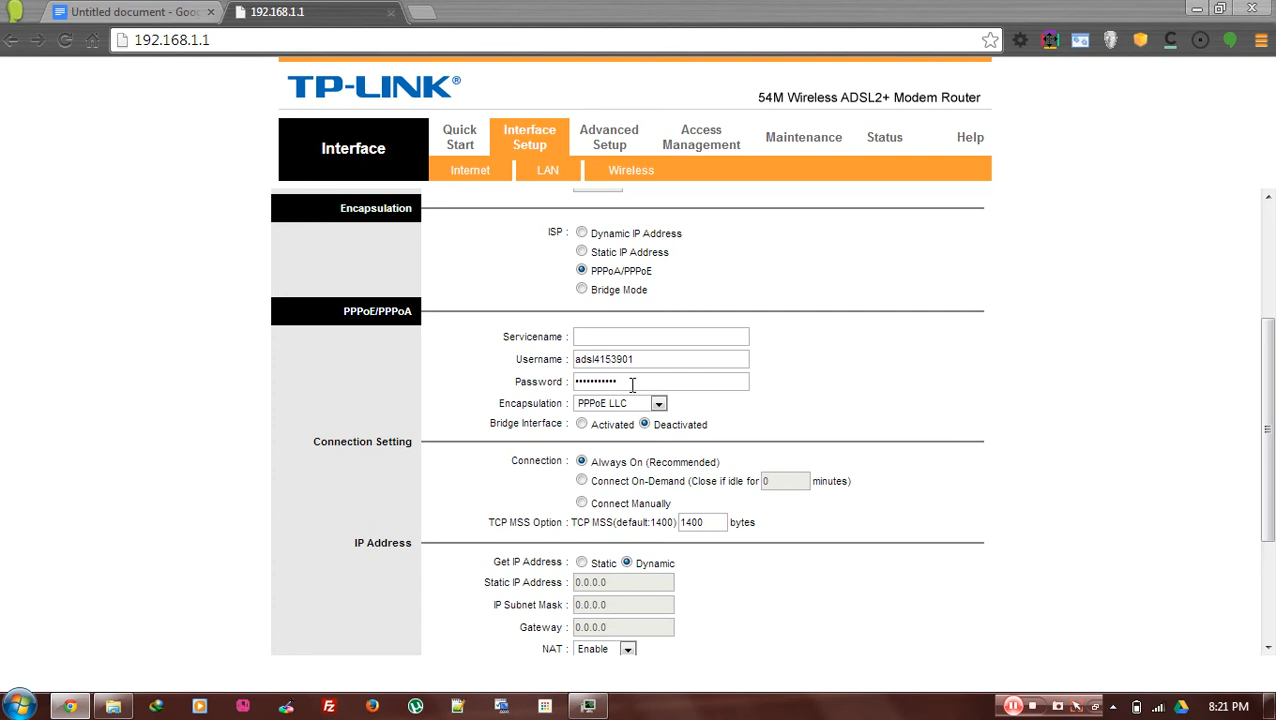 Untitled document
192.168.1.1
192.168.1.1
TP-LINK®
54M Wireless ADSL2+ Modem Router
Interface
Quick Start
Interface Setup
Advanced Setup
Access Management
Maintenance
Status
Help
Internet
LAN
Wireless
Encapsulation
ISP :
Dynamic IP Address
Static IP Address
PPPoA/PPPoE
Bridge Mode
PPPoE/PPPoA
Servicename :
Username : adsl4153901
Password : •••••••••••
Encapsulation : PPPoE LLC
Bridge Interface : Activated Deactivated
Connection Setting
Connection : Always On (Recommended)
Connect On-Demand (Close if idle for 0 minutes)
Connect Manually
TCP MSS Option : TCP MSS(default:1400) 1400 bytes
IP Address
Get IP Address : Static Dynamic
Static IP Address : 0.0.0.0
IP Subnet Mask : 0.0.0.0
Gateway : 0.0.0.0
NAT : Enable
8:21 PM